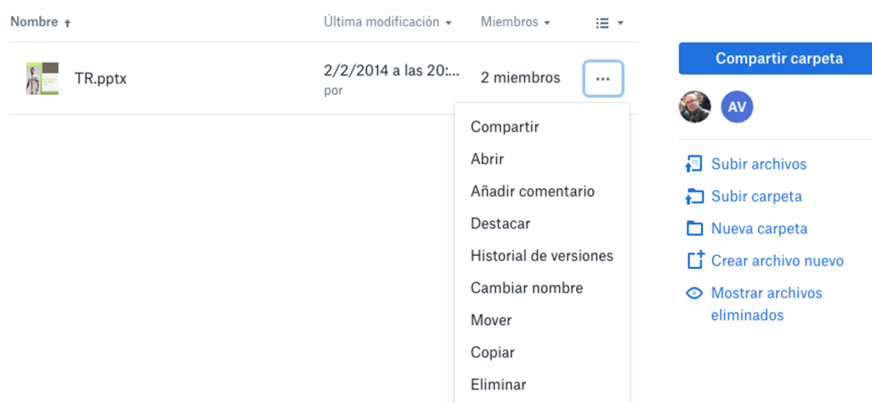 Nombre
Última modificación
Miembros
TR.pptx
2/2/2014 a las 20:...
por
2 miembros
...
Compartir
Abrir
Añadir comentario
Destacar
Historial de versiones
Cambiar nombre
Mover
Copiar
Eliminar
Compartir carpeta
AV
Subir archivos
Subir carpeta
Nueva carpeta
Crear archivo nuevo
Mostrar archivos
eliminados